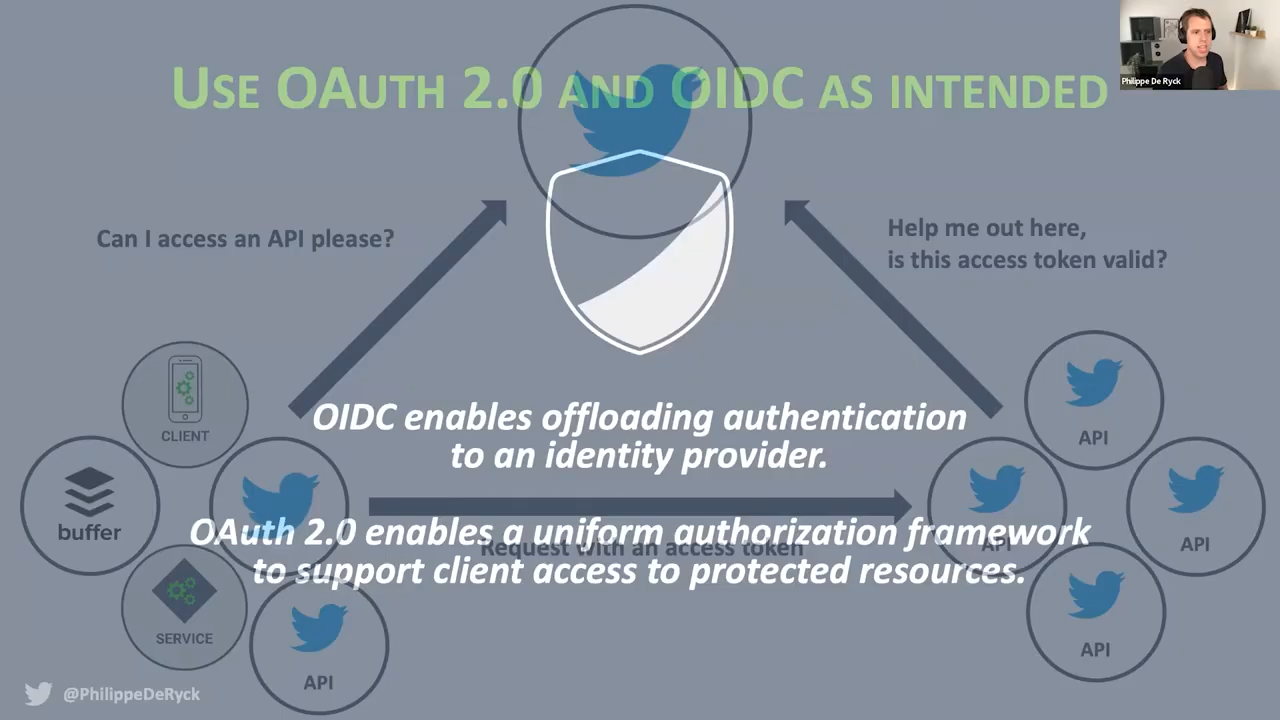 USE OAUTH 2.0 AND OIDC AS INTENDED
Philippe De Ryck
Can I access an API please?
Help me out here,
is this access token valid?
CLIENT
API
OIDC enables offloading authentication
to an identity provider.
buffer
OAuth 2.0 enables a uniform authorization framework
Request with an access token
API
API
to support client access to protected resources.
SERVICE
API
API
@PhilippeDeRyck